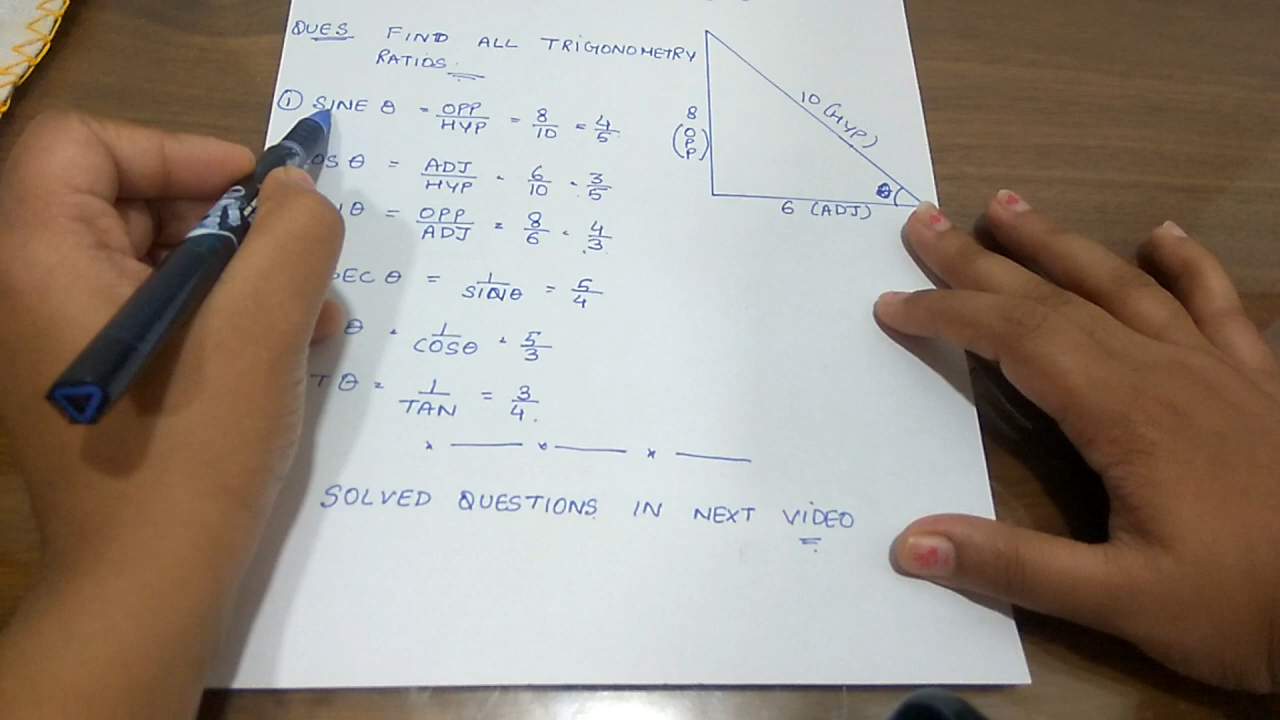 QUES FIND ALL TRIGONOMETRY
RATIOS.
① SINE θ = OPP/HYP = 8/10 = 4/5
OS θ = ADJ/HYP = 6/10 = 3/5
θ = OPP/ADJ = 8/6 = 4/3
SEC θ = 1/SINθ = 5/4
θ = 1/COSθ = 5/3
T θ = 1/TAN = 3/4.
x — x — x —
SOLVED QUESTIONS IN NEXT VIDEO
8
(OPP)
10 (HYP)
θ
6 (ADJ)